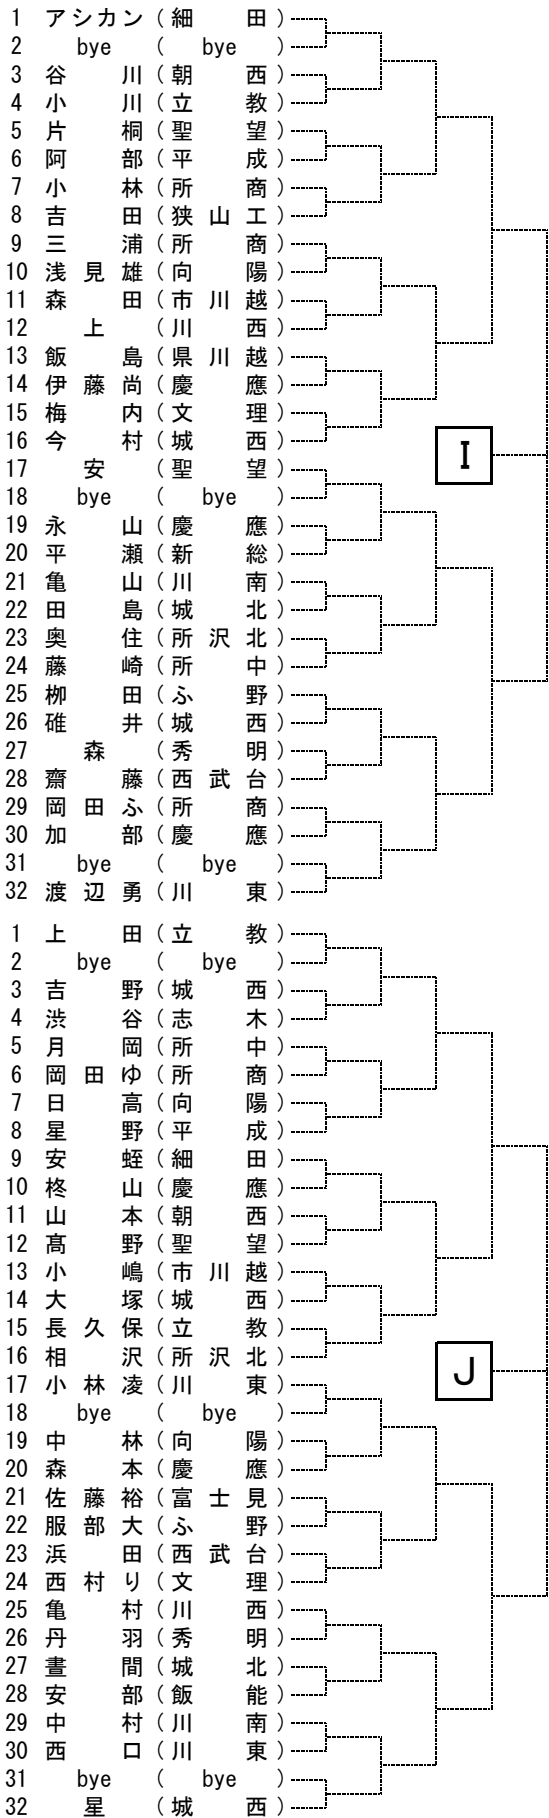 1 アシカン（細田）
2 bye（bye）
3 谷川（朝西）
4 小川（立教）
5 片桐（聖望）
6 阿部（平成）
7 小林（所商）
8 吉田（狭山工）
9 三浦（所商）
10 浅見雄（向陽）
11 森田（市川越）
12 上（川西）
13 飯島（県川越）
14 伊藤尚（慶應）
15 梅内（文理）
16 今村（城西）
I
17 安（聖望）
18 bye（bye）
19 永山（慶應）
20 平瀬（新総）
21 亀山（川南）
22 田島（城北）
23 奥住（所沢北）
24 藤崎（所中）
25 栁田（ふ野）
26 碓井（城西）
27 森（秀明）
28 齋藤（西武台）
29 岡田ふ（所商）
30 加部（慶應）
31 bye（bye）
32 渡辺勇（川東）
1 上田（立教）
2 bye（bye）
3 吉野（城西）
4 渋谷（志木）
5 月岡（所中）
6 岡田ゆ（所商）
7 日高（向陽）
8 星野（平成）
9 安蛭（細田）
10 柊山（慶應）
11 山本（朝西）
12 髙野（聖望）
13 小嶋（市川越）
14 大塚（城西）
15 長久保（立教）
16 相沢（所沢北）
J
17 小林凌（川東）
18 bye（bye）
19 中林（向陽）
20 森本（慶應）
21 佐藤裕（富士見）
22 服部大（ふ野）
23 浜田（西武台）
24 西村り（文理）
25 亀村（川西）
26 丹羽（秀明）
27 晝間（城北）
28 安部（飯能）
29 中村（川南）
30 西口（川東）
31 bye（bye）
32 星（城西）